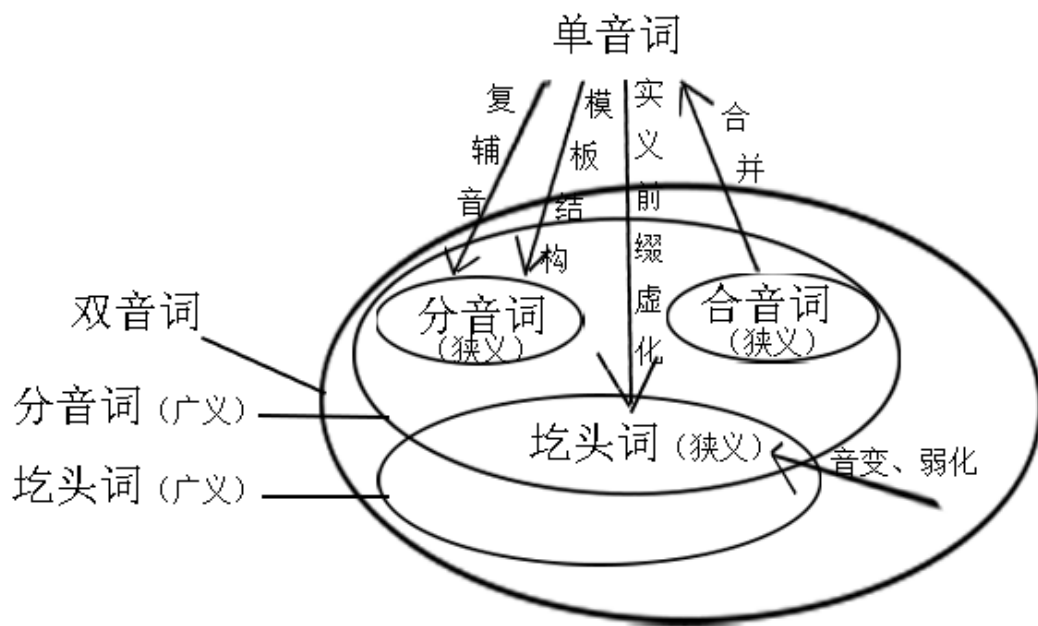 单音词
复辅音
模板结构
实义前缀虚化
合并
双音词
分音词（广义）
圪头词（广义）
分音词
（狭义）
合音词
（狭义）
圪头词（狭义）
音变、弱化